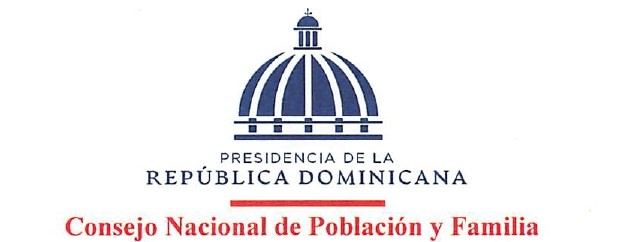 PRESIDENCIA DE LA
REPÚBLICA DOMINICANA
Consejo Nacional de Población y Familia